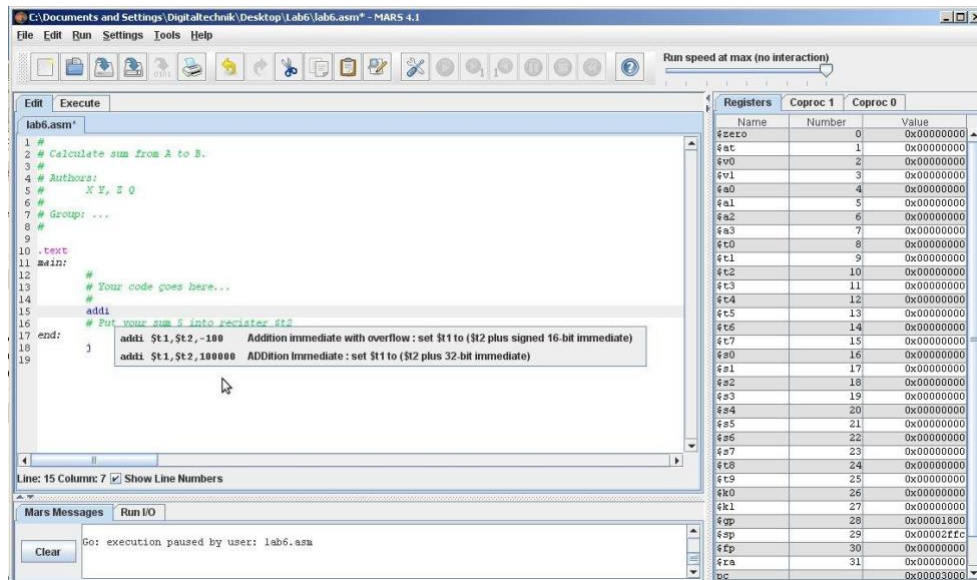 C:\Documents and Settings\Digitaltechnik\Desktop\Lab6\lab6.asm* - MARS 4.1
File Edit Run Settings Tools Help
Run speed at max (no interaction)
Edit Execute
lab6.asm*
1 #
2 # Calculate sum from A to B.
3 #
4 # Authors:
5 # X Y, Z Q
6 #
7 # Group: ...
8 #
9
10 .text
11 main:
12 #
13 # Your code goes here...
14 #
15 addi
16 # Put your sum S into register $t2
17 end:
18 j
19
addi $t1,$t2,-100 Addition immediate with overflow : set $t1 to ($t2 plus signed 16-bit immediate)
addi $t1,$t2,100000 ADDition Immediate : set $t1 to ($t2 plus 32-bit immediate)
Line: 15 Column: 7 Show Line Numbers
Mars Messages Run I/O
Clear
Go: execution paused by user: lab6.asm
Registers Coproc 1 Coproc 0
Name Number Value
$zero 0 0x00000000
$at 1 0x00000000
$v0 2 0x00000000
$v1 3 0x00000000
$a0 4 0x00000000
$a1 5 0x00000000
$a2 6 0x00000000
$a3 7 0x00000000
$t0 8 0x00000000
$t1 9 0x00000000
$t2 10 0x00000000
$t3 11 0x00000000
$t4 12 0x00000000
$t5 13 0x00000000
$t6 14 0x00000000
$t7 15 0x00000000
$s0 16 0x00000000
$s1 17 0x00000000
$s2 18 0x00000000
$s3 19 0x00000000
$s4 20 0x00000000
$s5 21 0x00000000
$s6 22 0x00000000
$s7 23 0x00000000
$t8 24 0x00000000
$t9 25 0x00000000
$k0 26 0x00000000
$k1 27 0x00000000
$gp 28 0x00001800
$sp 29 0x00002ffc
$fp 30 0x00000000
$ra 31 0x00000000
pc 0x00003000